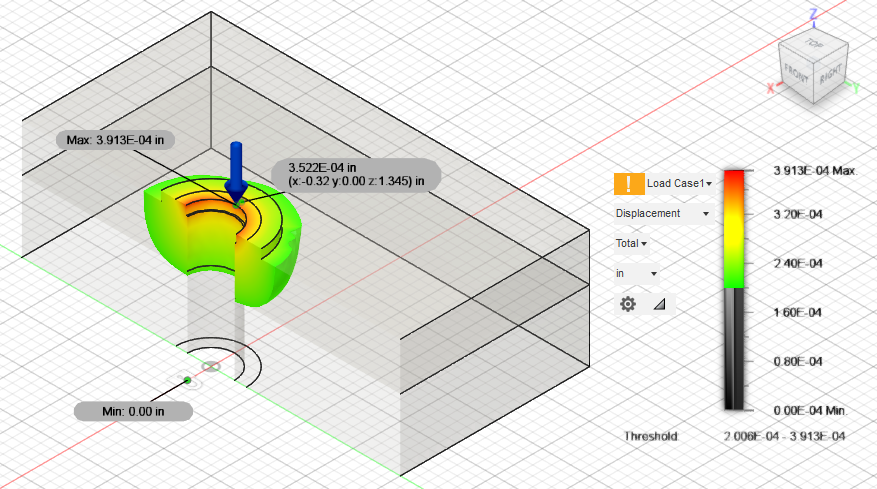 Z
TOP
FRONT
RIGHT
X
Y
Max: 3.913E-04 in
3.522E-04 in
(x:-0.32 y:0.00 z:1.345) in
Min: 0.00 in
! Load Case1
Displacement
Total
in
3.913E-04 Max.
3.20E-04
2.40E-04
1.60E-04
0.80E-04
0.00E-04 Min.
Threshold: 2.006E-04 - 3.913E-04